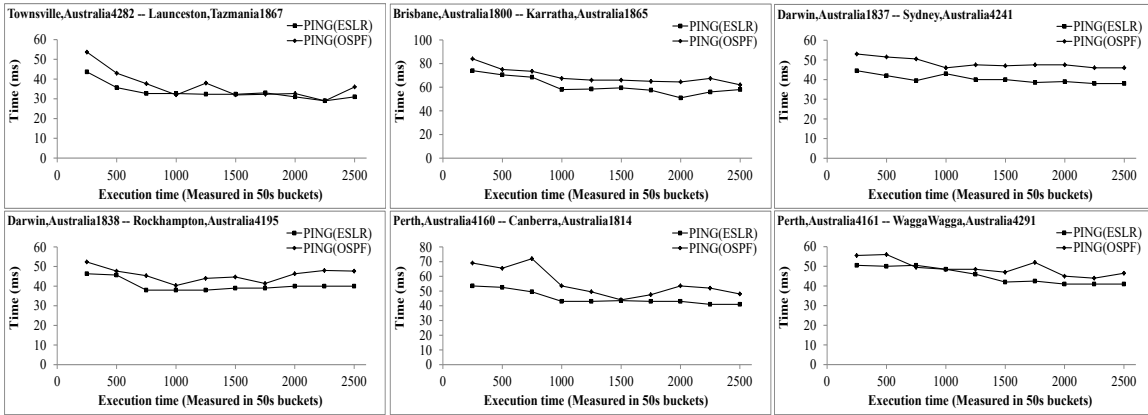 Townsville,Australia4282 -- Launceston,Tazmania1867
PING(ESLR)
PING(OSPF)
Time (ms)
60
50
40
30
20
10
0
0 500 1000 1500 2000 2500
Execution time (Measured in 50s buckets)
Brisbane,Australia1800 -- Karratha,Australia1865
PING(ESLR)
PING(OSPF)
Time (ms)
100
80
60
40
20
0
0 500 1000 1500 2000 2500
Execution time (Measured in 50s buckets)
Darwin,Australia1837 -- Sydney,Australia4241
PING(ESLR)
PING(OSPF)
Time (ms)
60
50
40
30
20
10
0
0 500 1000 1500 2000 2500
Execution time (Measured in 50s buckets)
Darwin,Australia1838 -- Rockhampton,Australia4195
PING(ESLR)
PING(OSPF)
Time (ms)
60
50
40
30
20
10
0
0 500 1000 1500 2000 2500
Execution time (Measured in 50s buckets)
Perth,Australia4160 -- Canberra,Australia1814
PING(ESLR)
PING(OSPF)
Time (ms)
80
70
60
50
40
30
20
10
0
0 500 1000 1500 2000 2500
Execution time (Measured in 50s buckets)
Perth,Australia4161 -- WaggaWagga,Australia4291
PING(ESLR)
PING(OSPF)
Time (ms)
60
50
40
30
20
10
0
0 500 1000 1500 2000 2500
Execution time (Measured in 50s buckets)